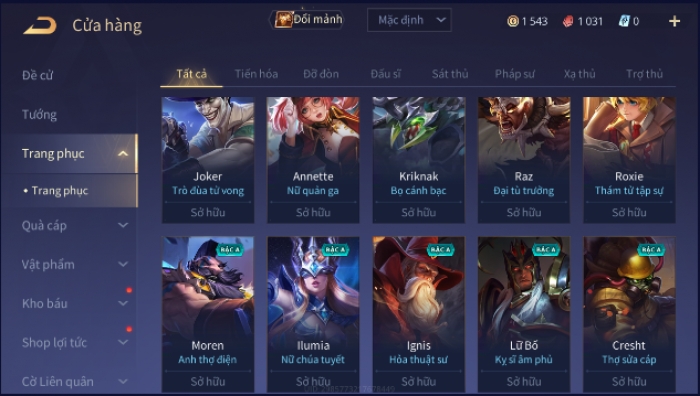 Cửa hàng
Đổi mảnh
Mặc định
1 543
1 031
0
Đề cử
Tướng
Trang phục
• Trang phục
Quà cáp
Vật phẩm
Kho báu
Shop lợi tức
Cờ Liên quân
Tất cả Tiến hóa Đỡ đòn Đấu sĩ Sát thủ Pháp sư Xạ thủ Trợ thủ
Joker Annette Kriknak Raz Roxie
Trò đùa tử vong Nữ quản gia Bọ cánh bạc Đại tù trưởng Thám tử tập sự
Sở hữu Sở hữu Sở hữu Sở hữu Sở hữu
BẬC A BẬC A BẬC A BẬC A
Moren Ilumia Ignis Lữ Bố Cresht
Anh thợ điện Nữ chúa tuyết Hỏa thuật sư Kỵ sĩ âm phủ Thợ sửa cáp
Sở hữu Sở hữu Sở hữu Sở hữu Sở hữu